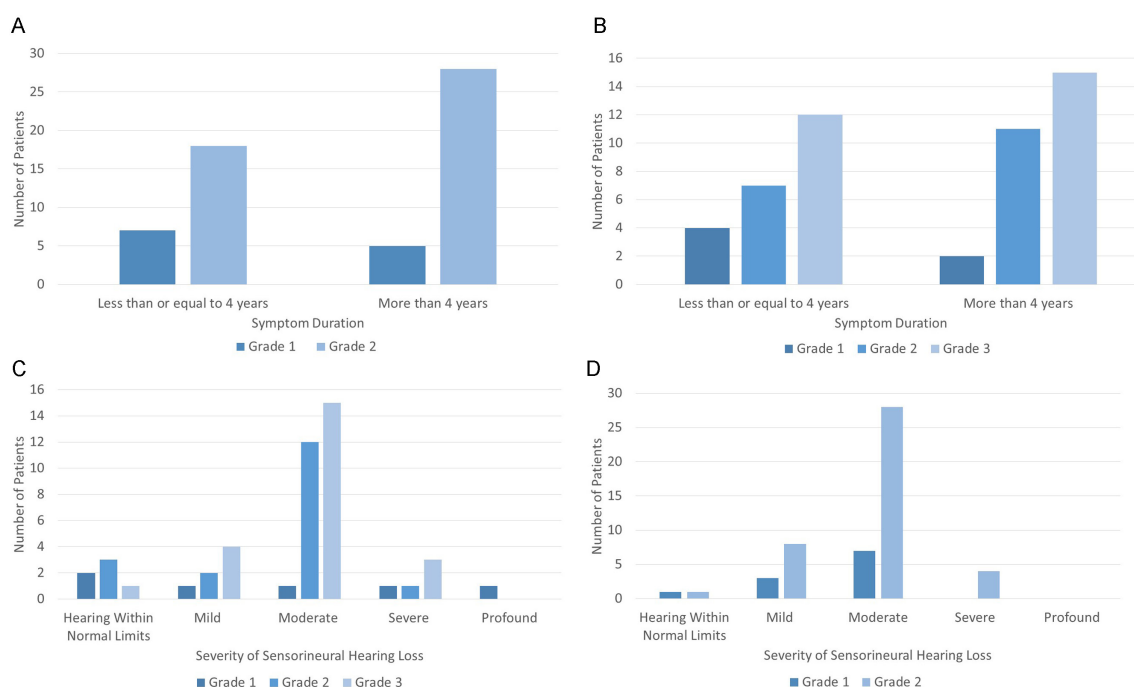 A
30
25
20
15
10
5
0
Number of Patients
Less than or equal to 4 years
More than 4 years
Symptom Duration
Grade 1 Grade 2
B
16
14
12
10
8
6
4
2
0
Number of Patients
Less than or equal to 4 years
More than 4 years
Symptom Duration
Grade 1 Grade 2 Grade 3
C
16
14
12
10
8
6
4
2
0
Number of Patients
Hearing Within
Normal Limits
Mild
Moderate
Severe
Profound
Severity of Sensorineural Hearing Loss
Grade 1 Grade 2 Grade 3
D
30
25
20
15
10
5
0
Number of Patients
Hearing Within
Normal Limits
Mild
Moderate
Severe
Profound
Severity of Sensorineural Hearing Loss
Grade 1 Grade 2